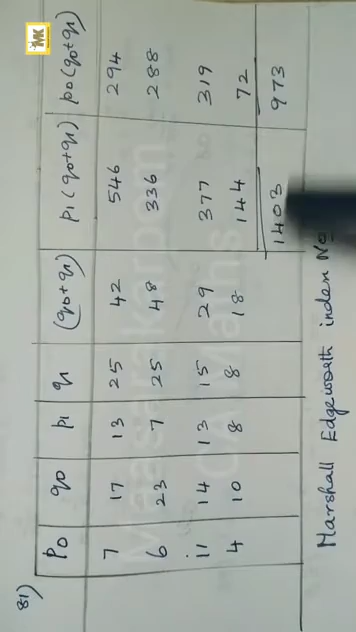 81)
P0 q0 P1 q1 (q0+q1) P1(q0+q1) P0(q0+q1)
7 17 13 25 42 546 294
6 23 7 25 48 336 288
11 14 13 15 29 377 319
4 10 8 8 18 144 72
1403 973
Marshall Edgeworth index No
MK